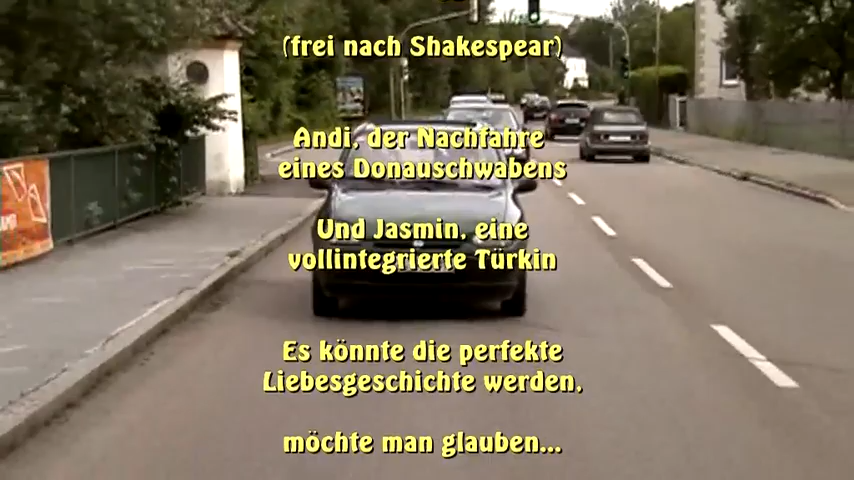 (frei nach Shakespear)
Andi, der Nachfahre
eines Donauschwabens
Und Jasmin, eine
vollintegrierte Türkin
Es könnte die perfekte
Liebesgeschichte werden,
möchte man glauben...